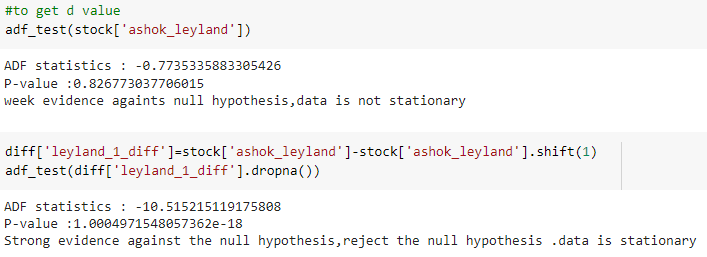 #to get d value
adf_test(stock['ashok_leyland'])
ADF statistics : -0.7735335883305426
P-value :0.826773037706015
week evidence againts null hypothesis,data is not stationary
diff['leyland_1_diff']=stock['ashok_leyland']-stock['ashok_leyland'].shift(1)
adf_test(diff['leyland_1_diff'].dropna())
ADF statistics : -10.515215119175808
P-value :1.0004971548057362e-18
Strong evidence against the null hypothesis,reject the null hypothesis .data is stationary